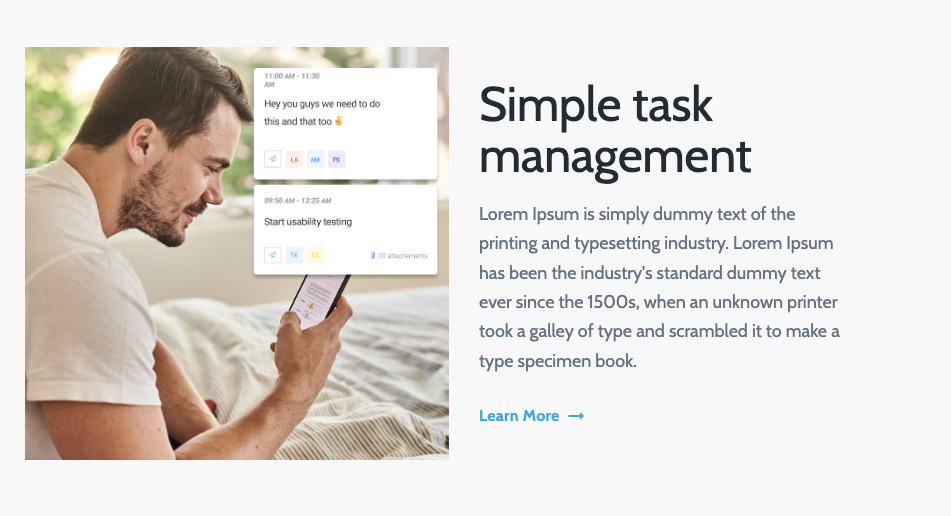 11:00 AM - 11:30
AM
Hey you guys we need to do
this and that too ✌️
LA AM FS
09:50 AM - 13:25 AM
Start usability testing
TX
10 attachements
Simple task
management
Lorem Ipsum is simply dummy text of the
printing and typesetting industry. Lorem Ipsum
has been the industry's standard dummy text
ever since the 1500s, when an unknown printer
took a galley of type and scrambled it to make a
type specimen book.
Learn More →